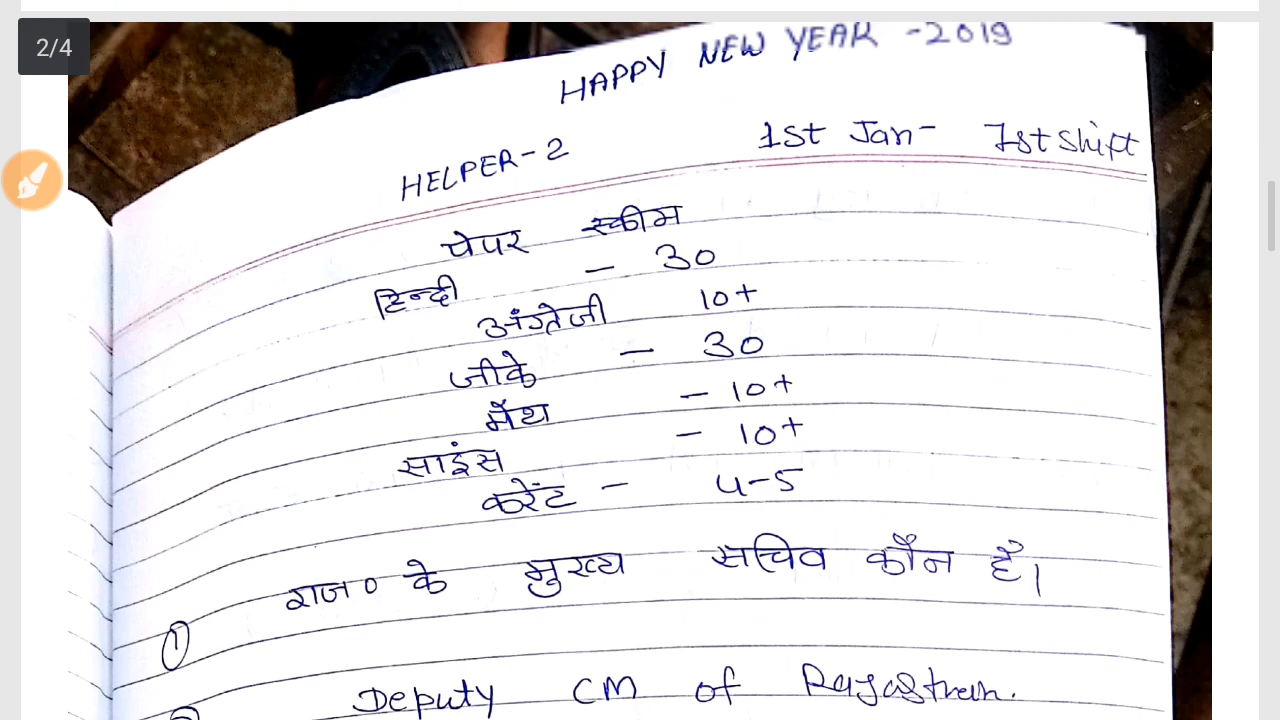 2/4
HAPPY NEW YEAR -2019
HELPER-2 1st Jan- 1st shift
पेपर स्कीम
हिन्दी - 30
अंग्रेजी 10+
जीके - 30
मैथ - 10+
साइंस - 10+
करेंट - 4-5
① राज० के मुख्य सचिव कौन है।
Deputy CM of Rajasthan.